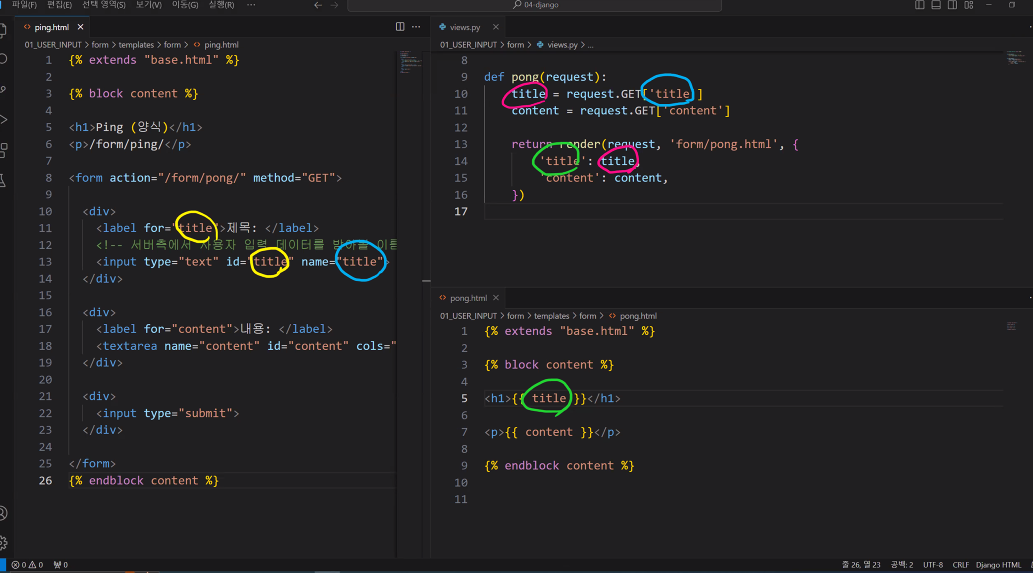 파일(F) 편집(E) 선택 영역(S) 보기(V) 이동(G) 실행(R) ··· ← → 04-django
ping.html ×
01_USER_INPUT > form > templates > form > ping.html
1 {% extends "base.html" %}
2
3 {% block content %}
4
5 <h1>Ping (양식)</h1>
6 <p>/form/ping/</p>
7
8 <form action="/form/pong/" method="GET">
9
10 <div>
11 <label for="title">제목: </label>
12 <!-- 서버측에서 사용자 입력 데이터를 받아볼 이름
13 <input type="text" id="title" name="title">
14 </div>
15
16 <div>
17 <label for="content">내용: </label>
18 <textarea name="content" id="content" cols="
19 </div>
20
21 <div>
22 <input type="submit">
23 </div>
24
25 </form>
26 {% endblock content %}
views.py ×
01_USER_INPUT > form > views.py > ...
8
9 def pong(request):
10 title = request.GET['title']
11 content = request.GET['content']
12
13 return render(request, 'form/pong.html', {
14 'title': title,
15 'content': content,
16 })
17
pong.html ×
01_USER_INPUT > form > templates > form > pong.html
1 {% extends "base.html" %}
2
3 {% block content %}
4
5 <h1>{{ title }}</h1>
6
7 <p>{{ content }}</p>
8
9 {% endblock content %}
10
11
0 0 0 줄 26, 열 23 공백: 2 UTF-8 CRLF Django HTML